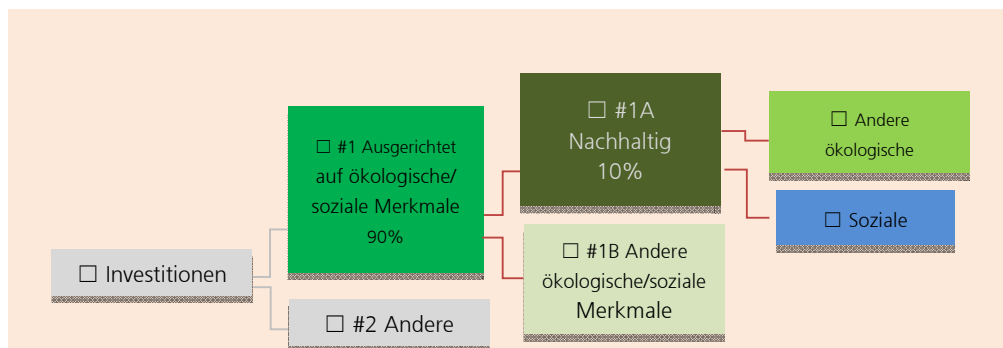 ☐ Investitionen
☐ #1 Ausgerichtet
auf ökologische/
soziale Merkmale
90%
☐ #2 Andere
☐ #1A
Nachhaltig
10%
☐ #1B Andere
ökologische/soziale
Merkmale
☐ Andere
ökologische
☐ Soziale